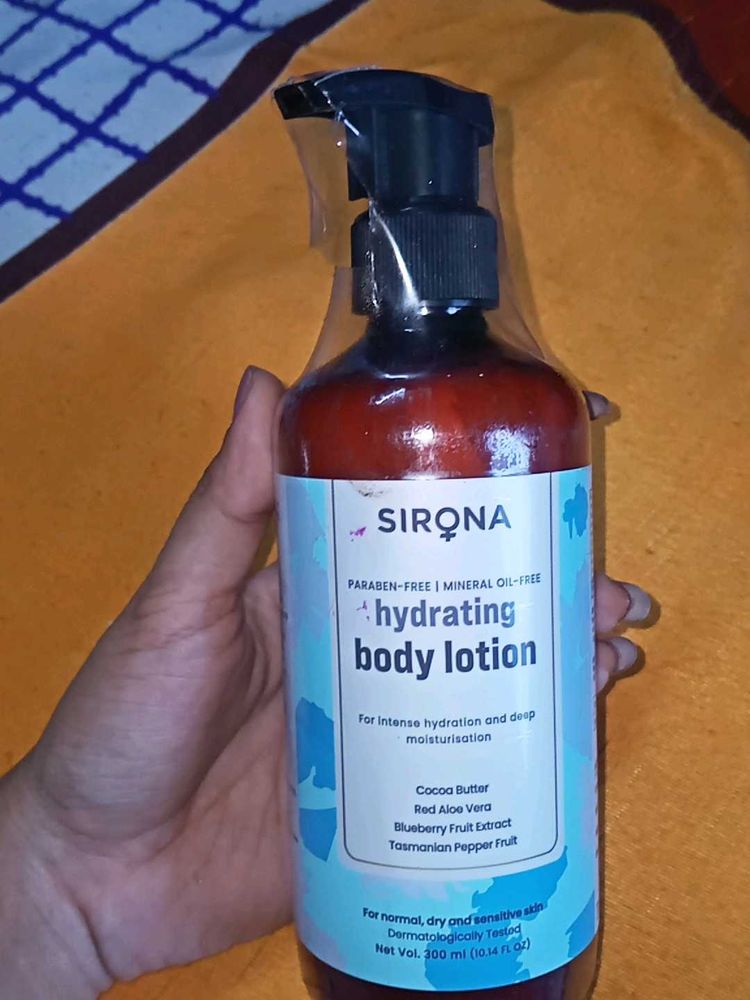 SIRONA
PARABEN-FREE | MINERAL OIL-FREE
hydrating
body lotion
For intense hydration and deep
moisturisation
Cocoa Butter
Red Aloe Vera
Blueberry Fruit Extract
Tasmanian Pepper Fruit
For normal, dry and sensitive skin
Dermatologically Tested
Net Vol. 300 ml (10.14 FL OZ)